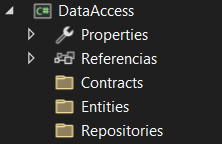 C# DataAccess
Properties
Referencias
Contracts
Entities
Repositories